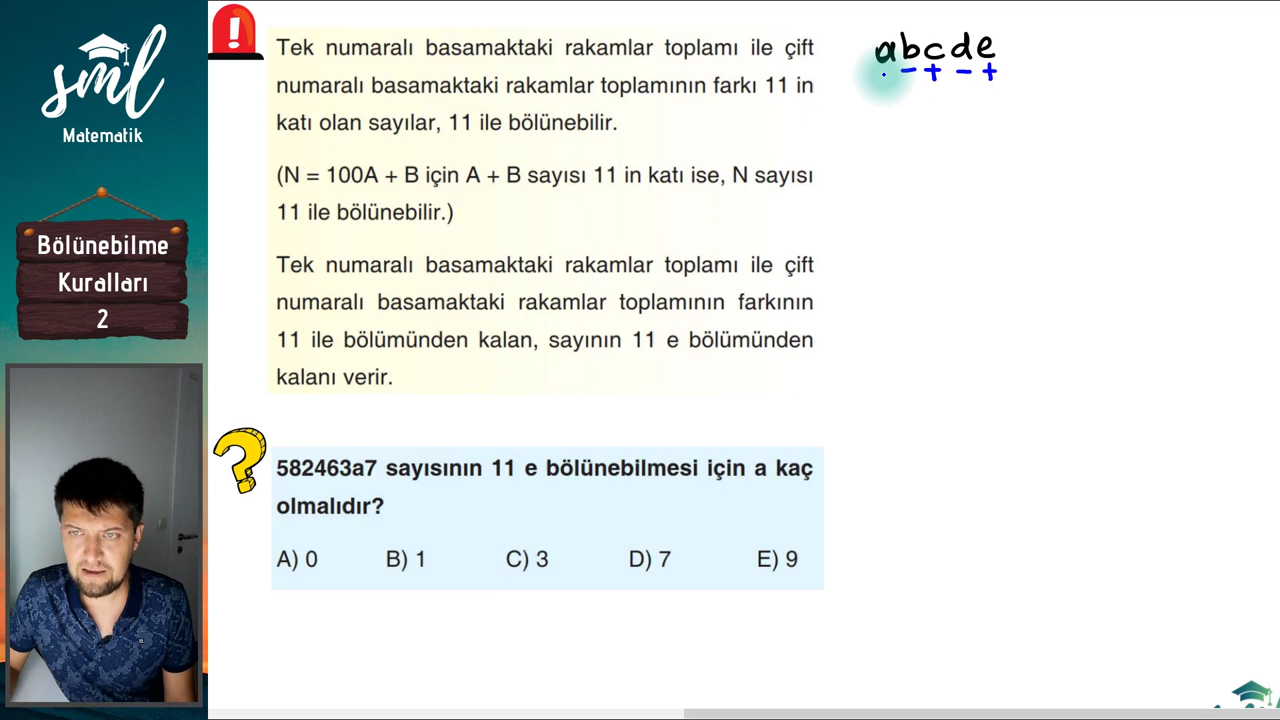 sml
Matematik
Bölünebilme
Kuralları
2
Tek numaralı basamaktaki rakamlar toplamı ile çift
numaralı basamaktaki rakamlar toplamının farkı 11 in
katı olan sayılar, 11 ile bölünebilir.
(N = 100A + B için A + B sayısı 11 in katı ise, N sayısı
11 ile bölünebilir.)
Tek numaralı basamaktaki rakamlar toplamı ile çift
numaralı basamaktaki rakamlar toplamının farkının
11 ile bölümünden kalan, sayının 11 e bölümünden
kalanı verir.
582463a7 sayısının 11 e bölünebilmesi için a kaç
olmalıdır?
A) 0 B) 1 C) 3 D) 7 E) 9
abcde
- + - +